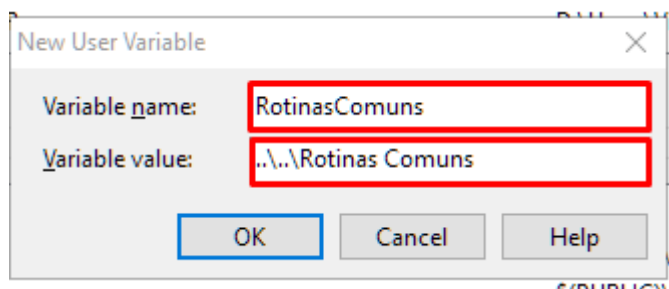 New User Variable
Variable name: RotinasComuns
Variable value: ..\..\Rotinas Comuns
OK Cancel Help